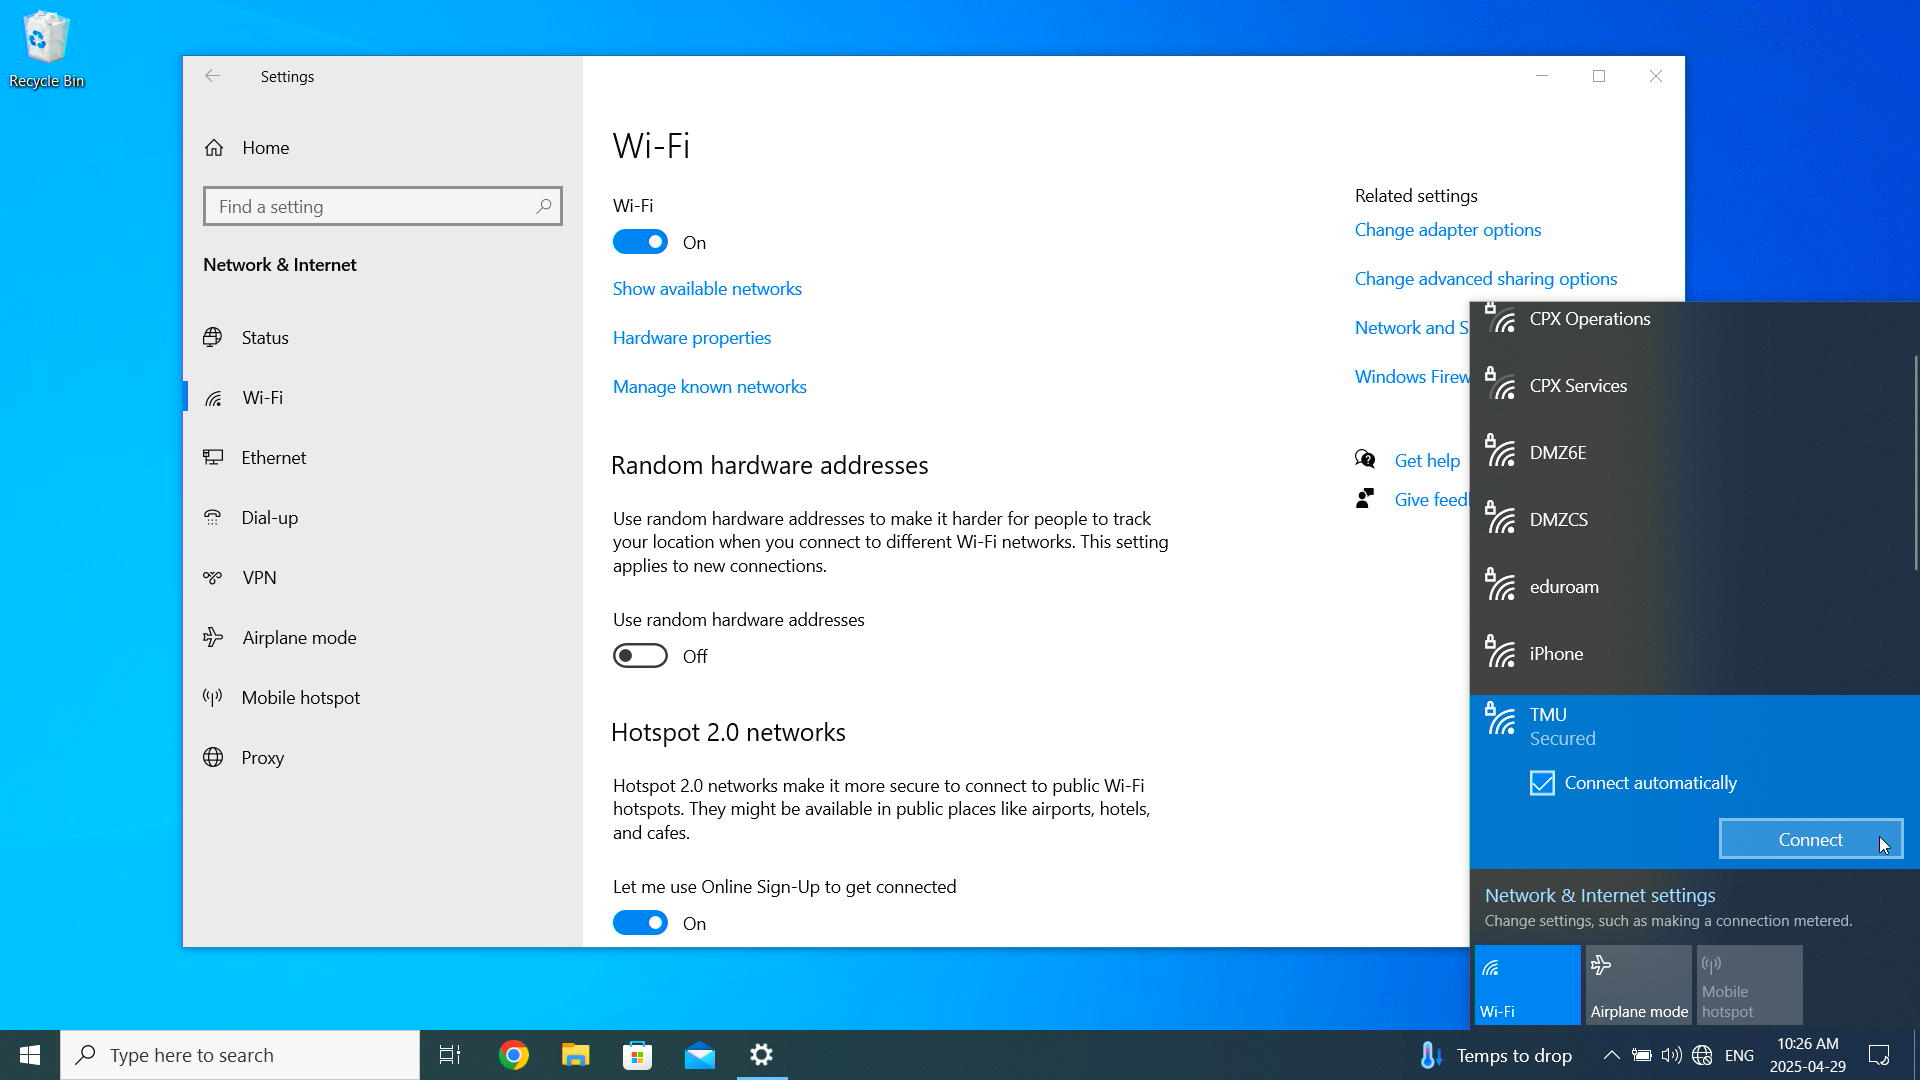 Recycle Bin
Settings
Home
Find a setting
Network & Internet
Status
Wi-Fi
Ethernet
Dial-up
VPN
Airplane mode
Mobile hotspot
Proxy
Wi-Fi
Wi-Fi
On
Show available networks
Hardware properties
Manage known networks
Random hardware addresses
Use random hardware addresses to make it harder for people to track
your location when you connect to different Wi-Fi networks. This setting
applies to new connections.
Use random hardware addresses
Off
Hotspot 2.0 networks
Hotspot 2.0 networks make it more secure to connect to public Wi-Fi
hotspots. They might be available in public places like airports, hotels,
and cafes.
Let me use Online Sign-Up to get connected
On
Related settings
Change adapter options
Change advanced sharing options
Network and S
Windows Firew
Get help
Give feed
CPX Operations
CPX Services
DMZ6E
DMZCS
eduroam
iPhone
TMU
Secured
Connect automatically
Connect
Network & Internet settings
Change settings, such as making a connection metered.
Wi-Fi
Airplane mode
Mobile
hotspot
Type here to search
Temps to drop
ENG
10:26 AM
2025-04-29